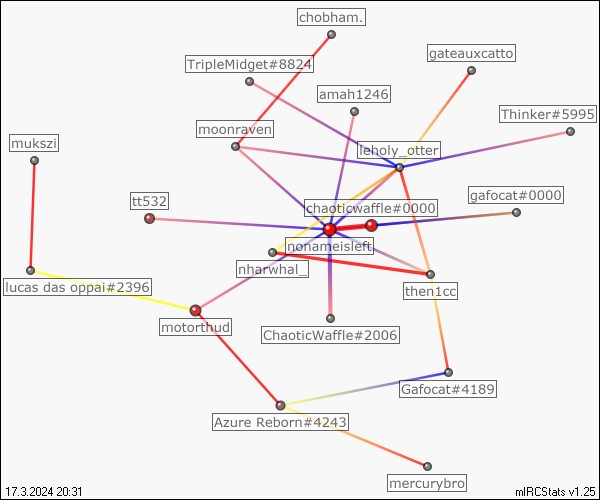 chobham.
gateauxcatto
TripleMidget#8824
amah1246
Thinker#5995
moonraven
mukszi
leholy_otter
tt532
chaoticwaffle#0000
gafocat#0000
nonameisleft
nharwhal_
lucas das oppai#2396
then1cc
motorthud
ChaoticWaffle#2006
Gafocat#4189
Azure Reborn#4243
mercurybro
17.3.2024 20:31
mIRCStats v1.25